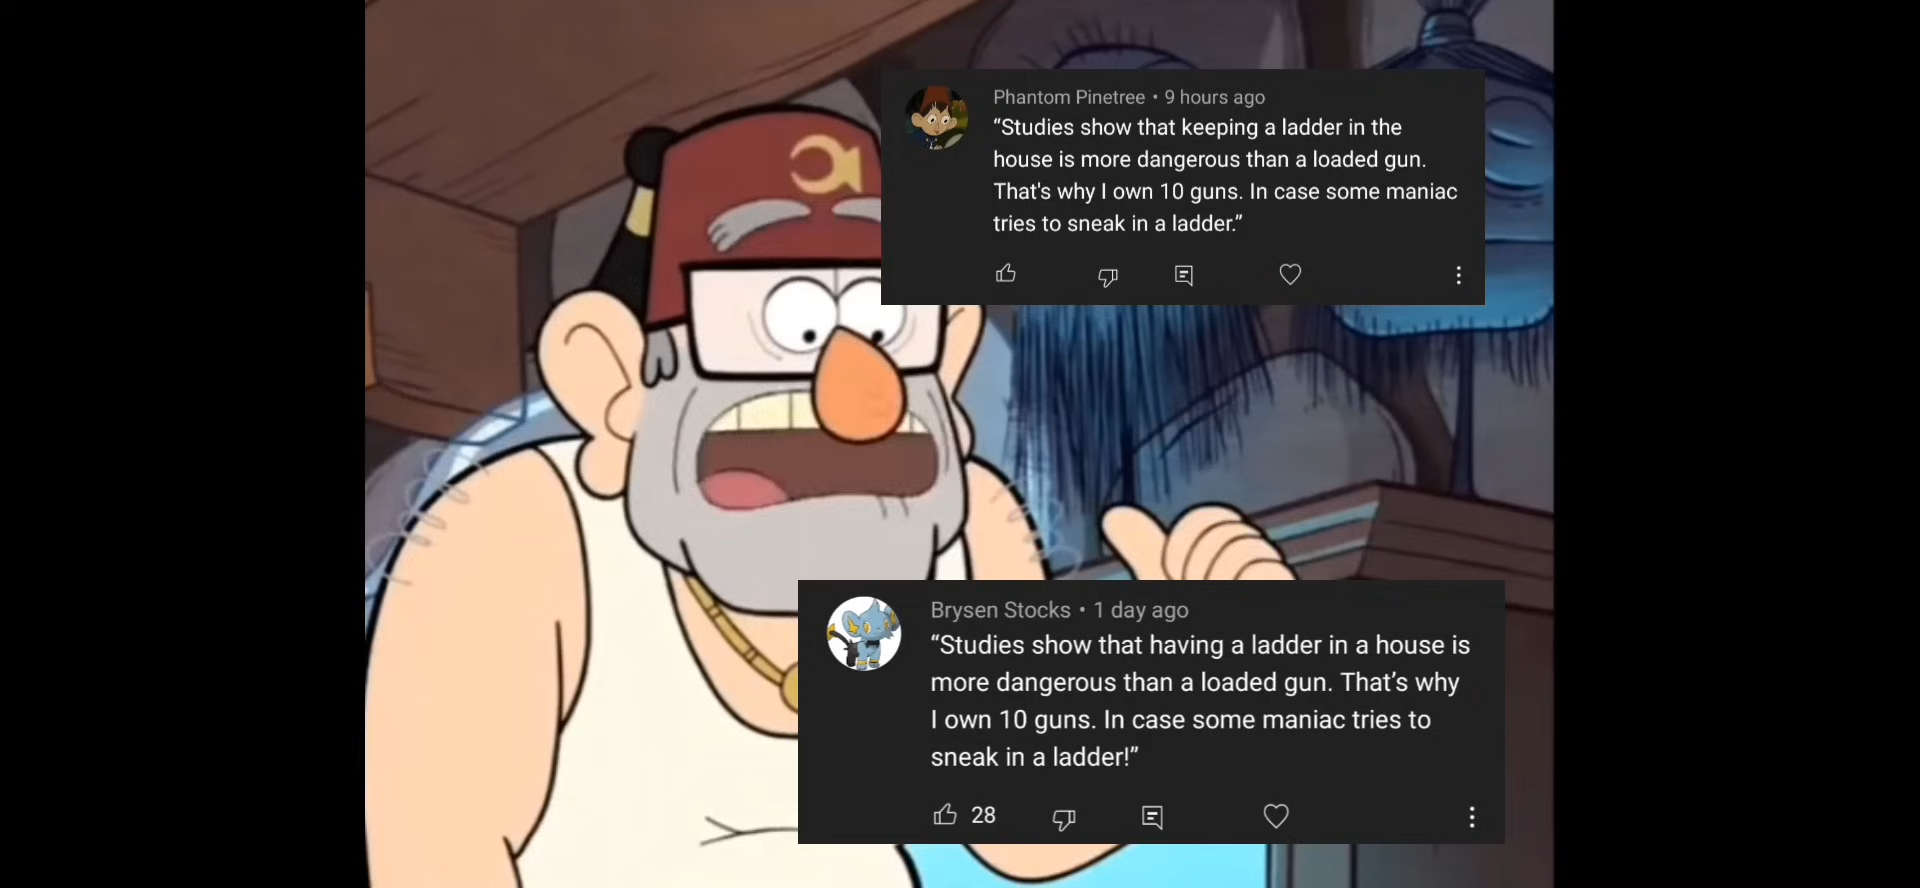 Phantom Pinetree • 9 hours ago
“Studies show that keeping a ladder in the
house is more dangerous than a loaded gun.
That's why I own 10 guns. In case some maniac
tries to sneak in a ladder.”
Brysen Stocks • 1 day ago
“Studies show that having a ladder in a house is
more dangerous than a loaded gun. That’s why
I own 10 guns. In case some maniac tries to
sneak in a ladder!”
28